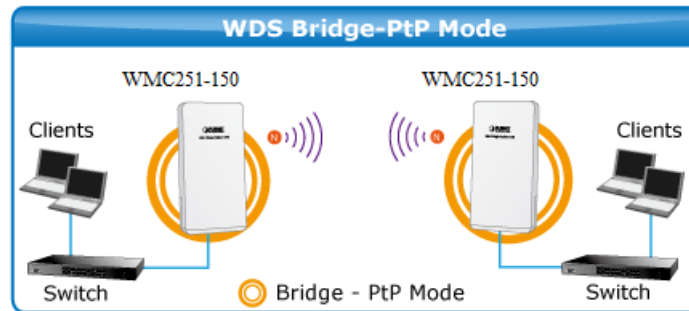 WDS Bridge-PtP Mode
WMC251-150
WMC251-150
Clients
Clients
N
N
Switch
Bridge - PtP Mode
Switch